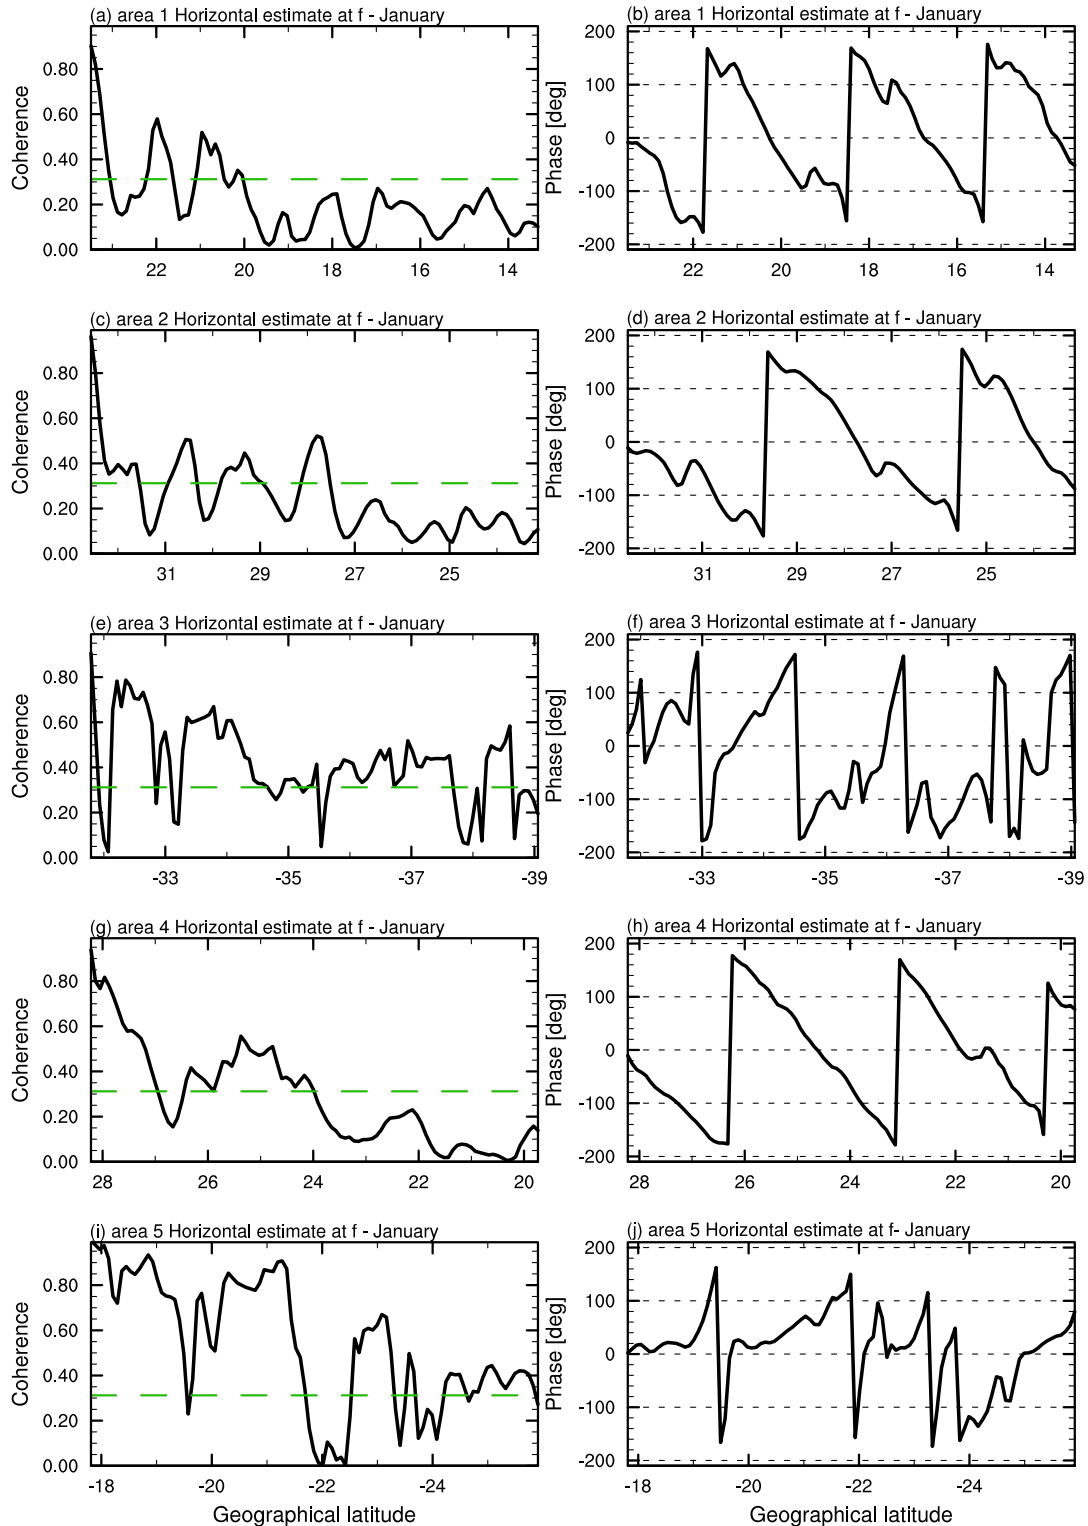 (a) area 1 Horizontal estimate at f - January
(b) area 1 Horizontal estimate at f - January
Coherence
0.80
0.60
0.40
0.20
0.00
22 20 18 16 14
Phase [deg]
200
100
0
-100
-200
22 20 18 16 14
(c) area 2 Horizontal estimate at f - January
(d) area 2 Horizontal estimate at f - January
Coherence
0.80
0.60
0.40
0.20
0.00
31 29 27 25
Phase [deg]
200
100
0
-100
-200
31 29 27 25
(e) area 3 Horizontal estimate at f - January
(f) area 3 Horizontal estimate at f - January
Coherence
0.80
0.60
0.40
0.20
0.00
-33 -35 -37 -39
Phase [deg]
200
100
0
-100
-200
-33 -35 -37 -39
(g) area 4 Horizontal estimate at f - January
(h) area 4 Horizontal estimate at f - January
Coherence
0.80
0.60
0.40
0.20
0.00
28 26 24 22 20
Phase [deg]
200
100
0
-100
-200
28 26 24 22 20
(i) area 5 Horizontal estimate at f - January
(j) area 5 Horizontal estimate at f- January
Coherence
0.80
0.60
0.40
0.20
0.00
-18 -20 -22 -24
Geographical latitude
Phase [deg]
200
100
0
-100
-200
-18 -20 -22 -24
Geographical latitude